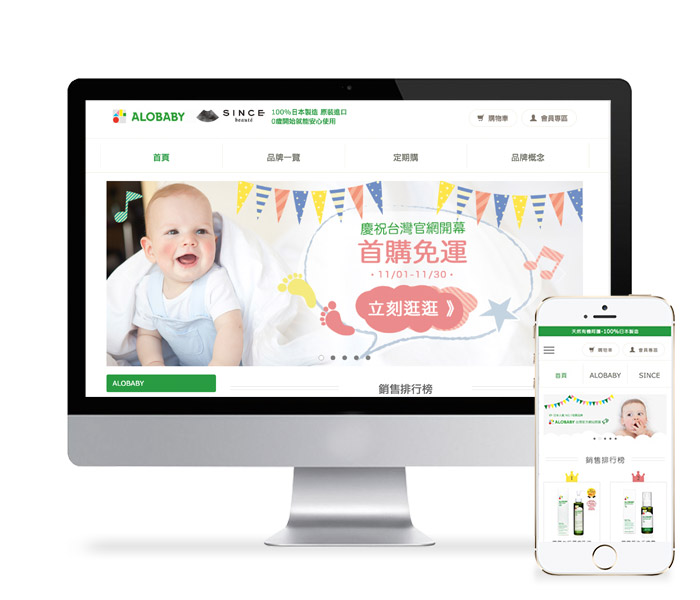 ALOBABY
SINCE
beauté
100%日本製造 原裝進口
0歲開始就能安心使用
購物車
會員專區
首頁
品牌一覽
定期購
品牌概念
慶祝台灣官網開幕
首購免運
・11/01-11/30・
立刻逛逛 》
ALOBABY
銷售排行榜
天然有機呵護‧100%日本製造
購物車
會員專區
首頁
ALOBABY
SINCE
ALOBABY
銷售排行榜
1
2